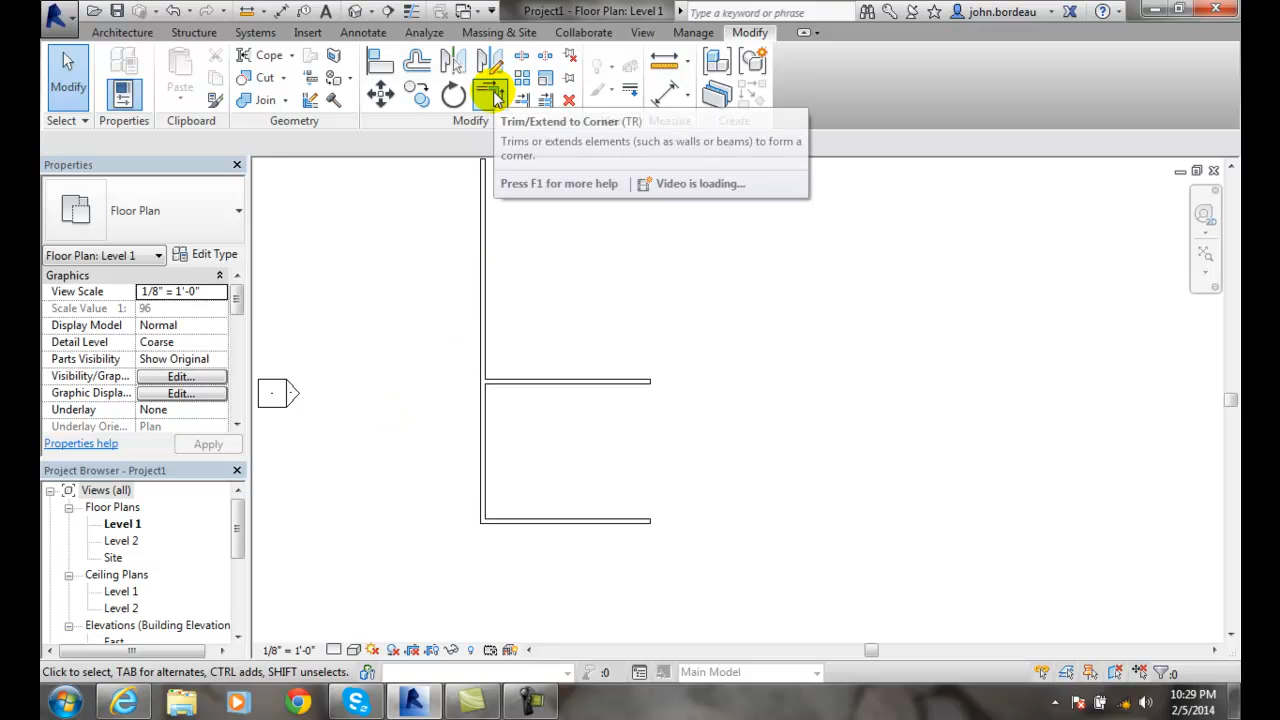 Project1 - Floor Plan: Level 1
Type a keyword or phrase
john.bordeau
Architecture Structure Systems Insert Annotate Analyze Massing & Site Collaborate View Manage Modify
Modify
Properties
Paste
Cope
Cut
Join
Select Properties Clipboard Geometry Modify Measure Create
Trim/Extend to Corner (TR)
Trims or extends elements (such as walls or beams) to form a
corner.
Press F1 for more help Video is loading...
Properties
Floor Plan
Floor Plan: Level 1 Edit Type
Graphics
View Scale 1/8" = 1'-0"
Scale Value 1: 96
Display Model Normal
Detail Level Coarse
Parts Visibility Show Original
Visibility/Grap... Edit...
Graphic Displa... Edit...
Underlay None
Underlay Orie... Plan
Properties help Apply
Project Browser - Project1
Views (all)
Floor Plans
Level 1
Level 2
Site
Ceiling Plans
Level 1
Level 2
Elevations (Building Elevation
East
2D
1/8" = 1'-0"
Click to select, TAB for alternates, CTRL adds, SHIFT unselects.
:0
Main Model
:0
10:29 PM
2/5/2014